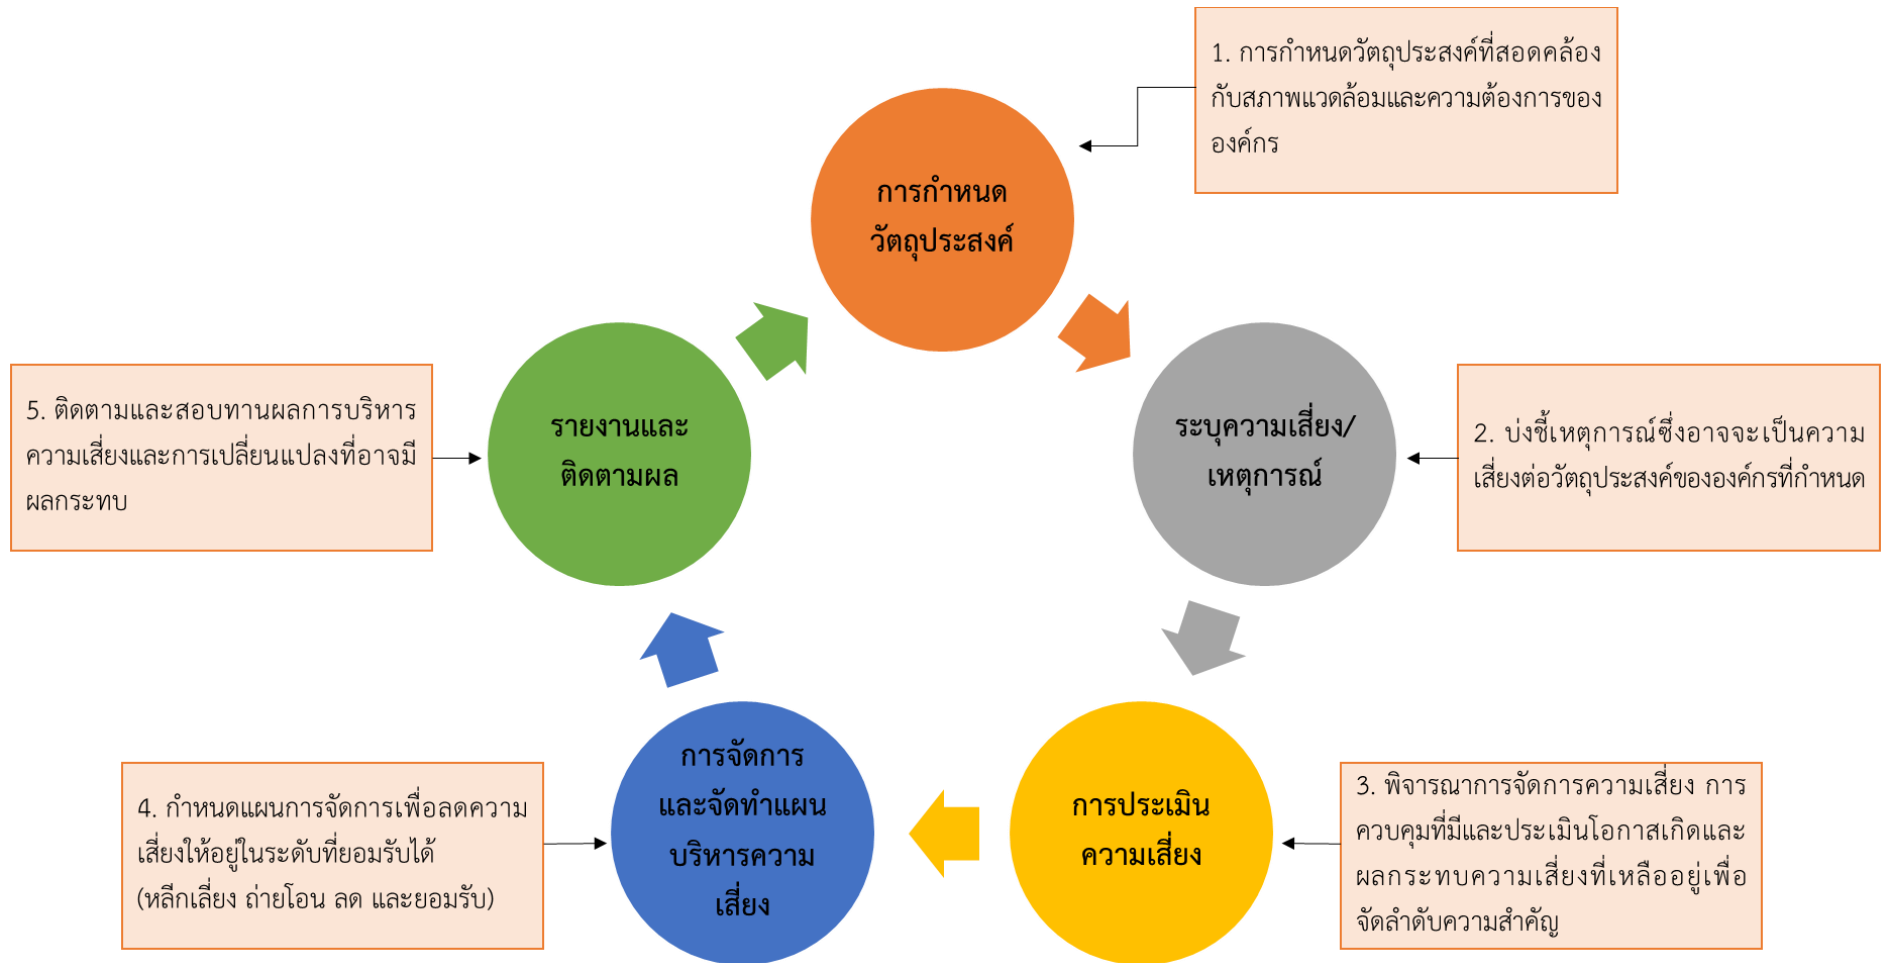 1. การกำหนดวัตถุประสงค์ที่สอดคล้อง
กับสภาพแวดล้อมและความต้องการของ
องค์กร
การกำหนด
วัตถุประสงค์
ระบุความเสี่ยง/
เหตุการณ์
2. บ่งชี้เหตุการณ์ซึ่งอาจจะเป็นความ
เสี่ยงต่อวัตถุประสงค์ขององค์กรที่กำหนด
การประเมิน
ความเสี่ยง
3. พิจารณาการจัดการความเสี่ยง การ
ควบคุมที่มีและประเมินโอกาสเกิดและ
ผลกระทบความเสี่ยงที่เหลืออยู่เพื่อ
จัดลำดับความสำคัญ
การจัดการ
และจัดทำแผน
บริหารความ
เสี่ยง
4. กำหนดแผนการจัดการเพื่อลดความ
เสี่ยงให้อยู่ในระดับที่ยอมรับได้
(หลีกเลี่ยง ถ่ายโอน ลด และยอมรับ)
รายงานและ
ติดตามผล
5. ติดตามและสอบทานผลการบริหาร
ความเสี่ยงและการเปลี่ยนแปลงที่อาจมี
ผลกระทบ